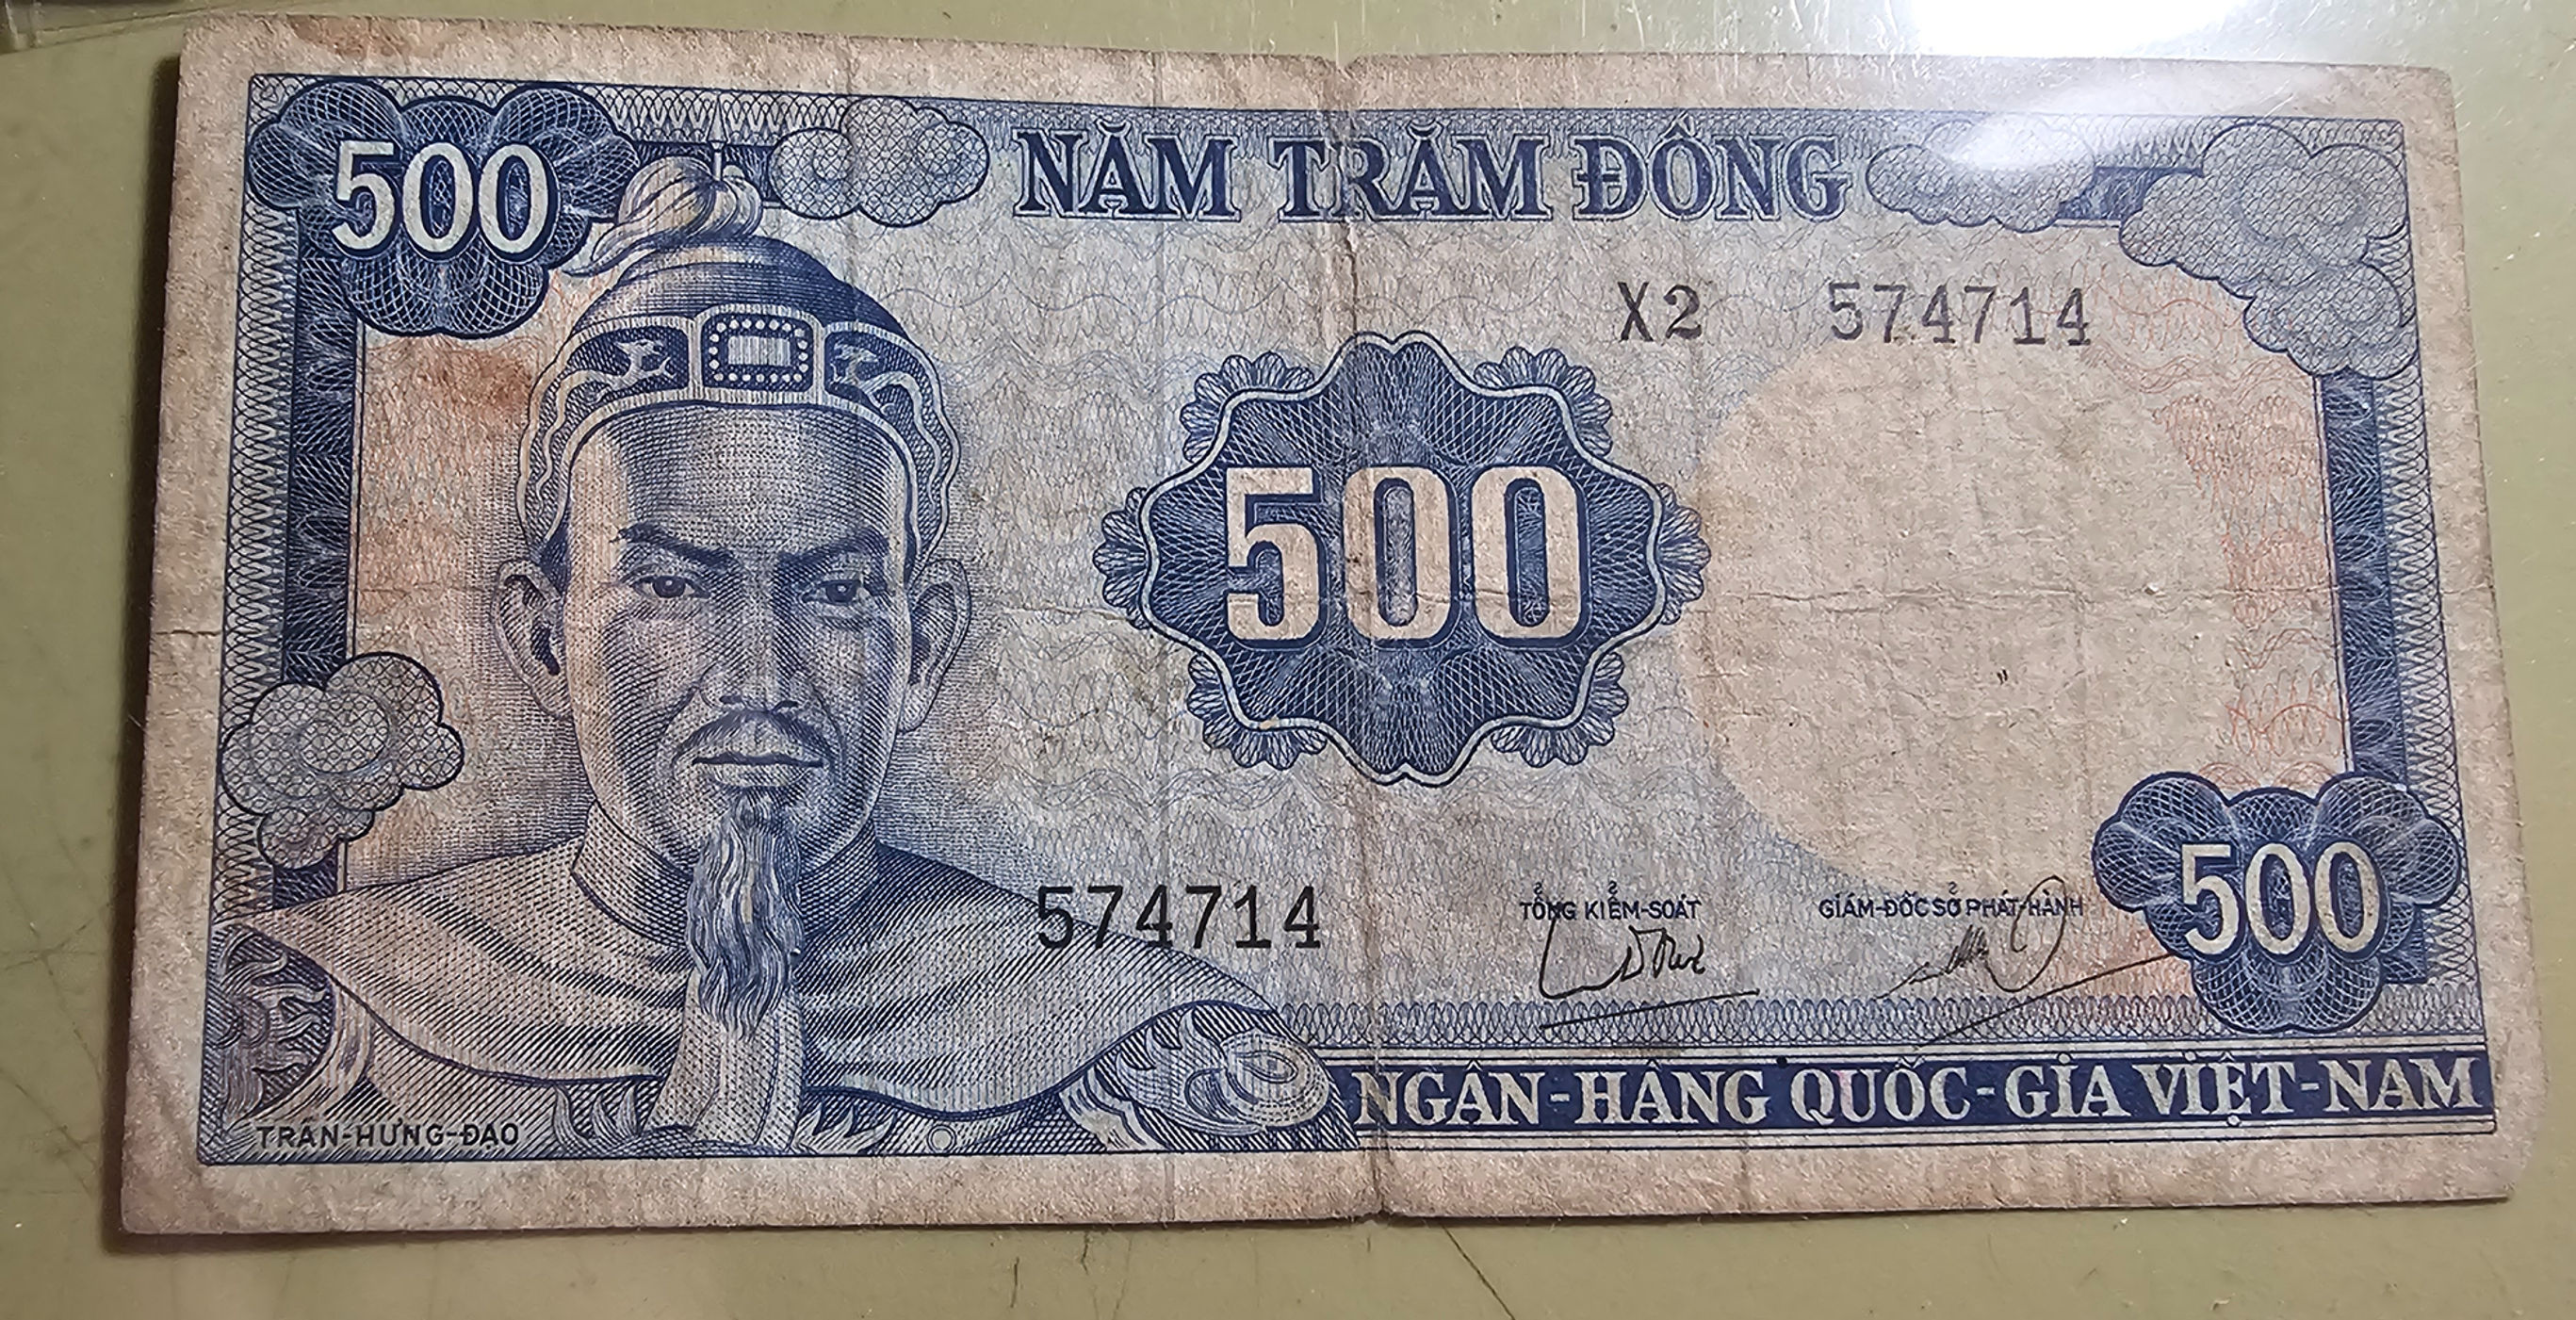 500
NĂM TRĂM ĐỒNG
X2 574714
500
574714
TỔNG KIỂM-SOÁT
GIÁM-ĐỐC SỞ PHÁT-HÀNH
500
NGÂN-HÀNG QUỐC-GIA VIỆT-NAM
TRẦN-HƯNG-ĐẠO